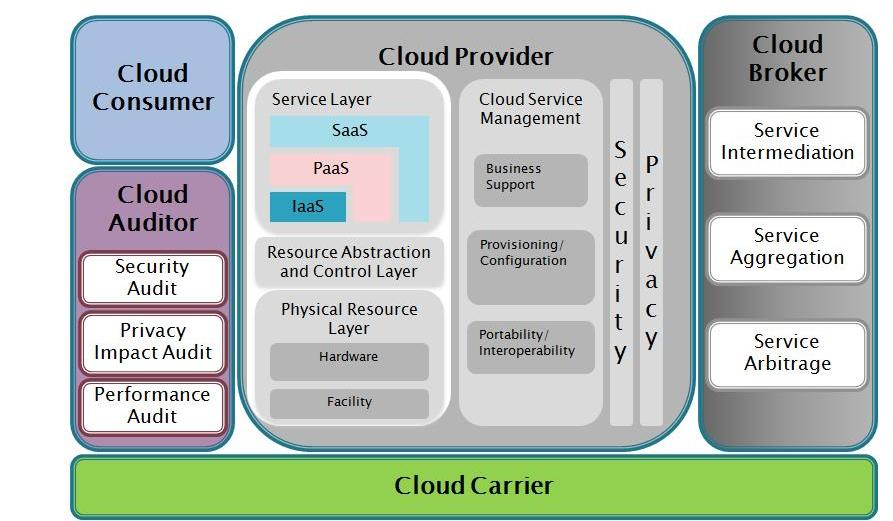 Cloud
Consumer
Cloud
Auditor
Security
Audit
Privacy
Impact Audit
Performance
Audit
Cloud Provider
Service Layer
SaaS
PaaS
IaaS
Resource Abstraction
and Control Layer
Physical Resource
Layer
Hardware
Facility
Cloud Service
Management
Business
Support
Provisioning/
Configuration
Portability/
Interoperability
Security
Privacy
Cloud
Broker
Service
Intermediation
Service
Aggregation
Service
Arbitrage
Cloud Carrier